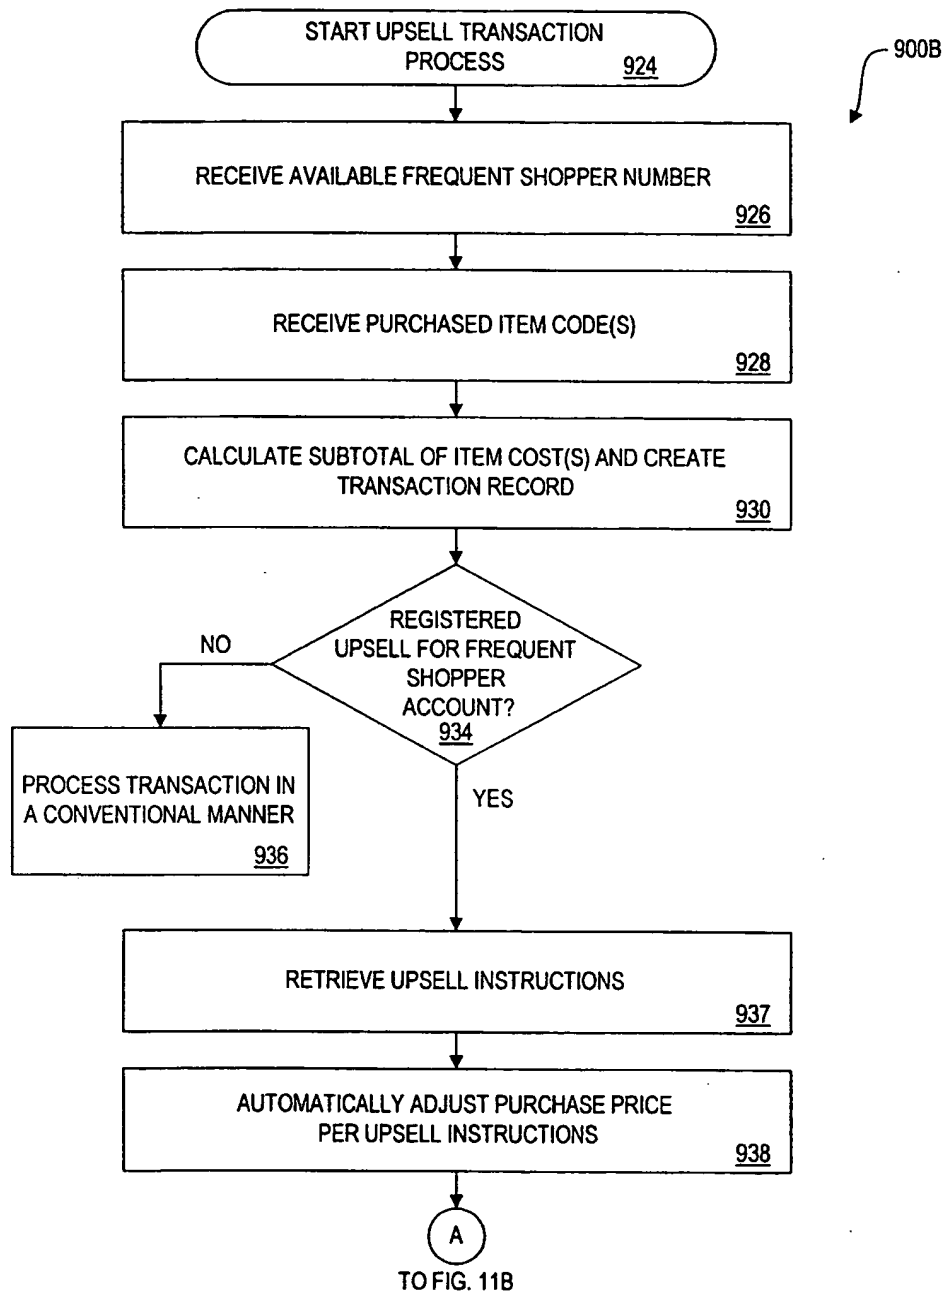 START UPSELL TRANSACTION
PROCESS 924
900B
RECEIVE AVAILABLE FREQUENT SHOPPER NUMBER
926
RECEIVE PURCHASED ITEM CODE(S)
928
CALCULATE SUBTOTAL OF ITEM COST(S) AND CREATE
TRANSACTION RECORD
930
REGISTERED
UPSELL FOR FREQUENT
SHOPPER
ACCOUNT?
934
NO
PROCESS TRANSACTION IN
A CONVENTIONAL MANNER
936
YES
RETRIEVE UPSELL INSTRUCTIONS
937
AUTOMATICALLY ADJUST PURCHASE PRICE
PER UPSELL INSTRUCTIONS
938
A
TO FIG. 11B